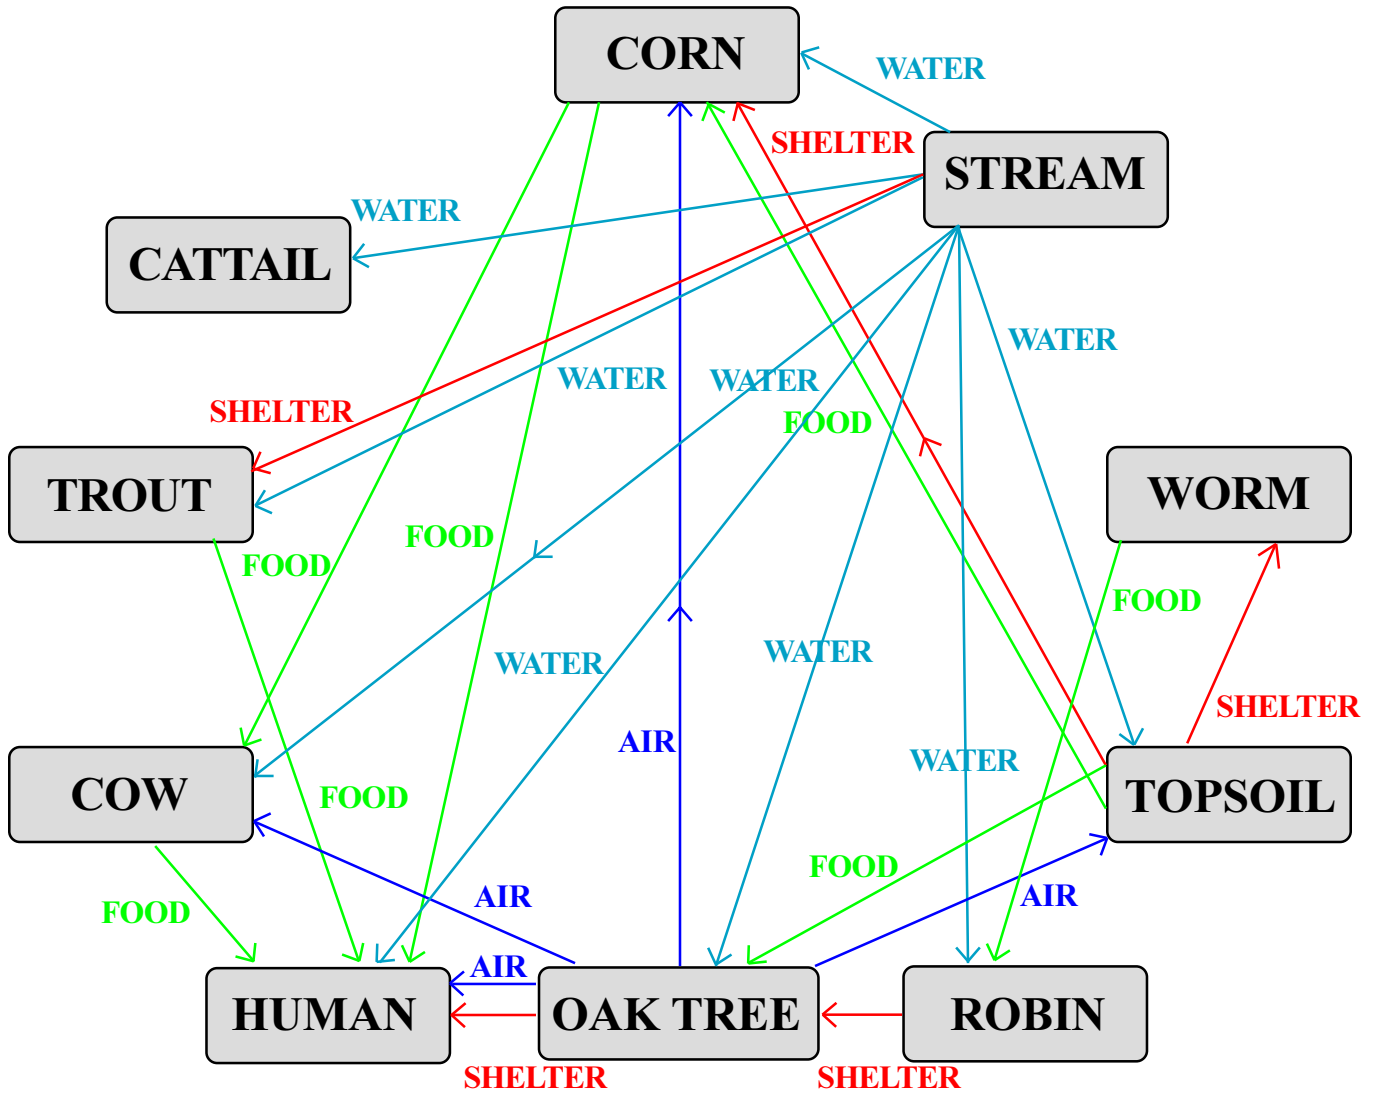 CORN
WATER
SHELTER
STREAM
WATER
CATTAIL
WATER
WATER
WATER
SHELTER
FOOD
TROUT
WORM
FOOD
FOOD
FOOD
WATER
WATER
SHELTER
AIR
WATER
COW
FOOD
TOPSOIL
FOOD
AIR
AIR
FOOD
AIR
HUMAN
OAK TREE
ROBIN
SHELTER
SHELTER